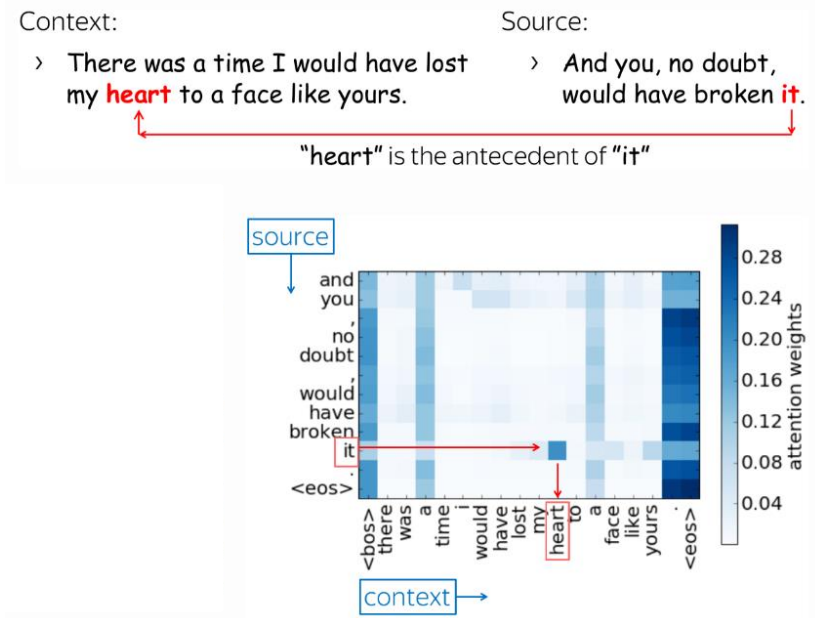 Context:
Source:
› There was a time I would have lost
my heart to a face like yours.
› And you, no doubt,
would have broken it.
"heart" is the antecedent of "it"
source
and
you
,
no
doubt
,
would
have
broken
it
.
<eos>
0.28
0.24
0.20
0.16
0.12
0.08
0.04
attention weights
<bos>
there
was
a
time
i
would
have
lost
my
heart
to
a
face
like
yours
.
<eos>
context